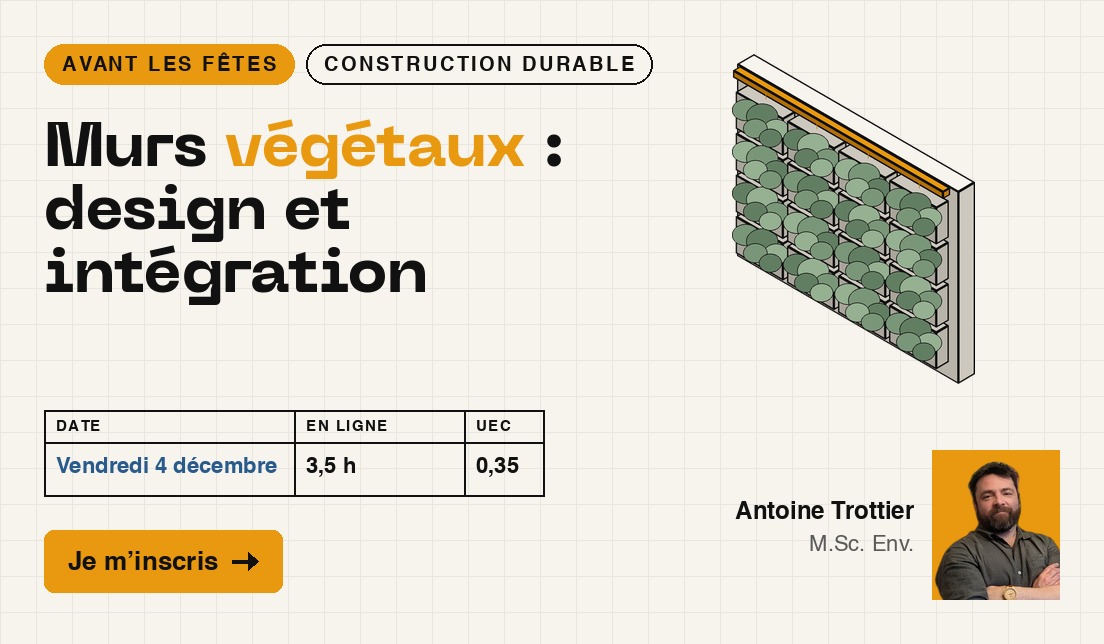 AVANT LES FÊTES
CONSTRUCTION DURABLE
Murs végétaux :
design et
intégration
DATE
EN LIGNE
UEC
Vendredi 4 décembre
3,5 h
0,35
Je m’inscris →
Antoine Trottier
M.Sc. Env.